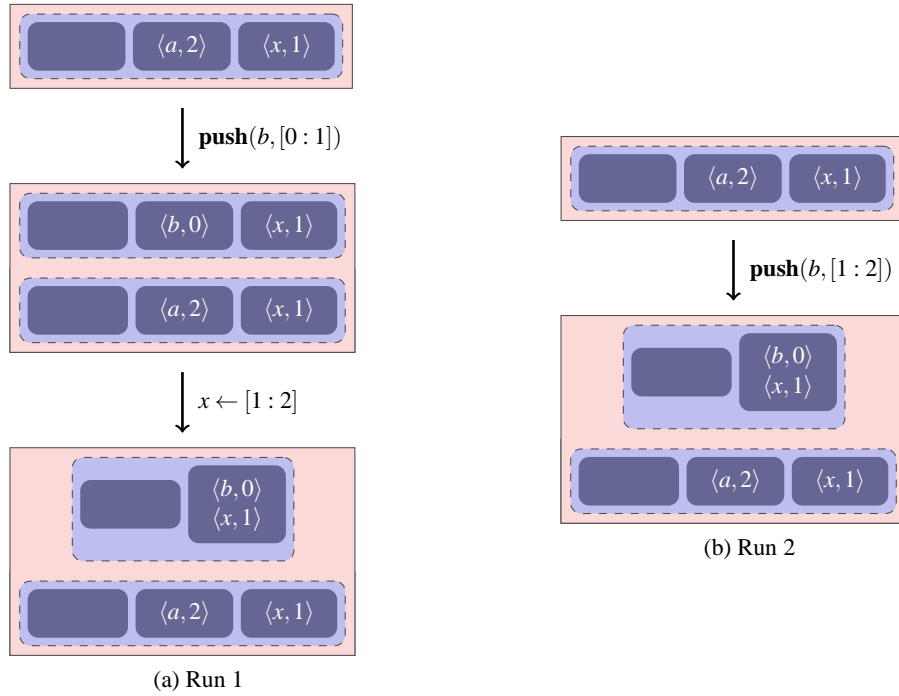 ⟨a,2⟩ ⟨x,1⟩
push(b,[0 : 1])
⟨b,0⟩ ⟨x,1⟩
⟨a,2⟩ ⟨x,1⟩
x ← [1 : 2]
⟨b,0⟩
⟨x,1⟩
⟨a,2⟩ ⟨x,1⟩
(a) Run 1
⟨a,2⟩ ⟨x,1⟩
push(b,[1 : 2])
⟨b,0⟩
⟨x,1⟩
⟨a,2⟩ ⟨x,1⟩
(b) Run 2